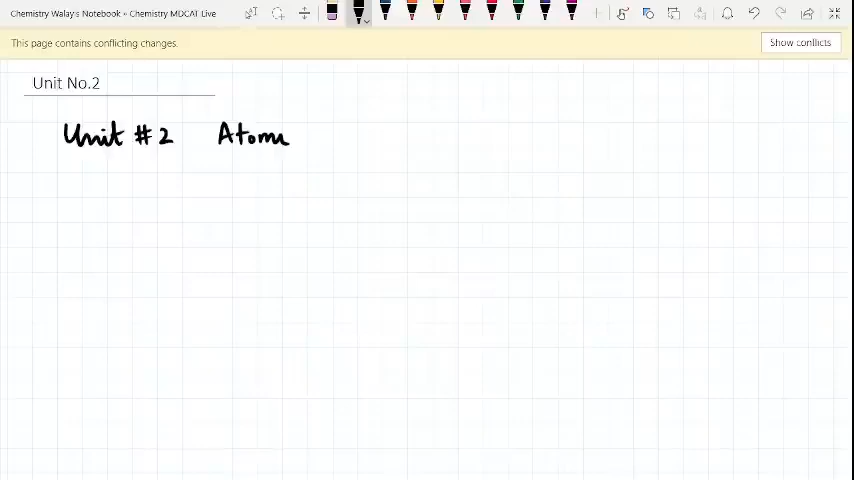 Chemistry Walay's Notebook » Chemistry MDCAT Live
This page contains conflicting changes.
Show conflicts
Unit No.2
Unit # 2 Atom